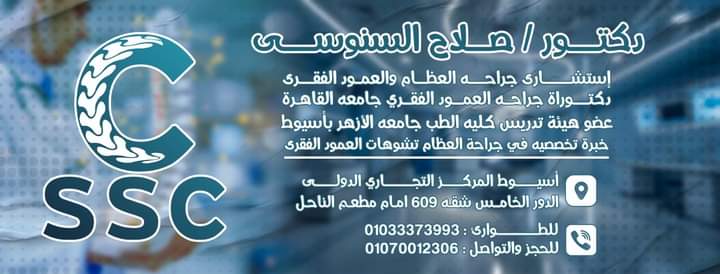 دكتور / صلاح السنوسى
إستشارى جراحه العظام والعمود الفقرى
دكتوراة جراحه العمود الفقري جامعه القاهرة
عضو هيئة تدريس كليه الطب جامعه الازهر بأسيوط
خبرة تخصصيه في جراحة العظام تشوهات العمود الفقرى
أسيوط المركز التجاري الدولى
الدور الخامس شقه 609 امام مطعم الناحل
للطوارى : 01033373993
للحجز والتواصل : 01070012306
C
SSC